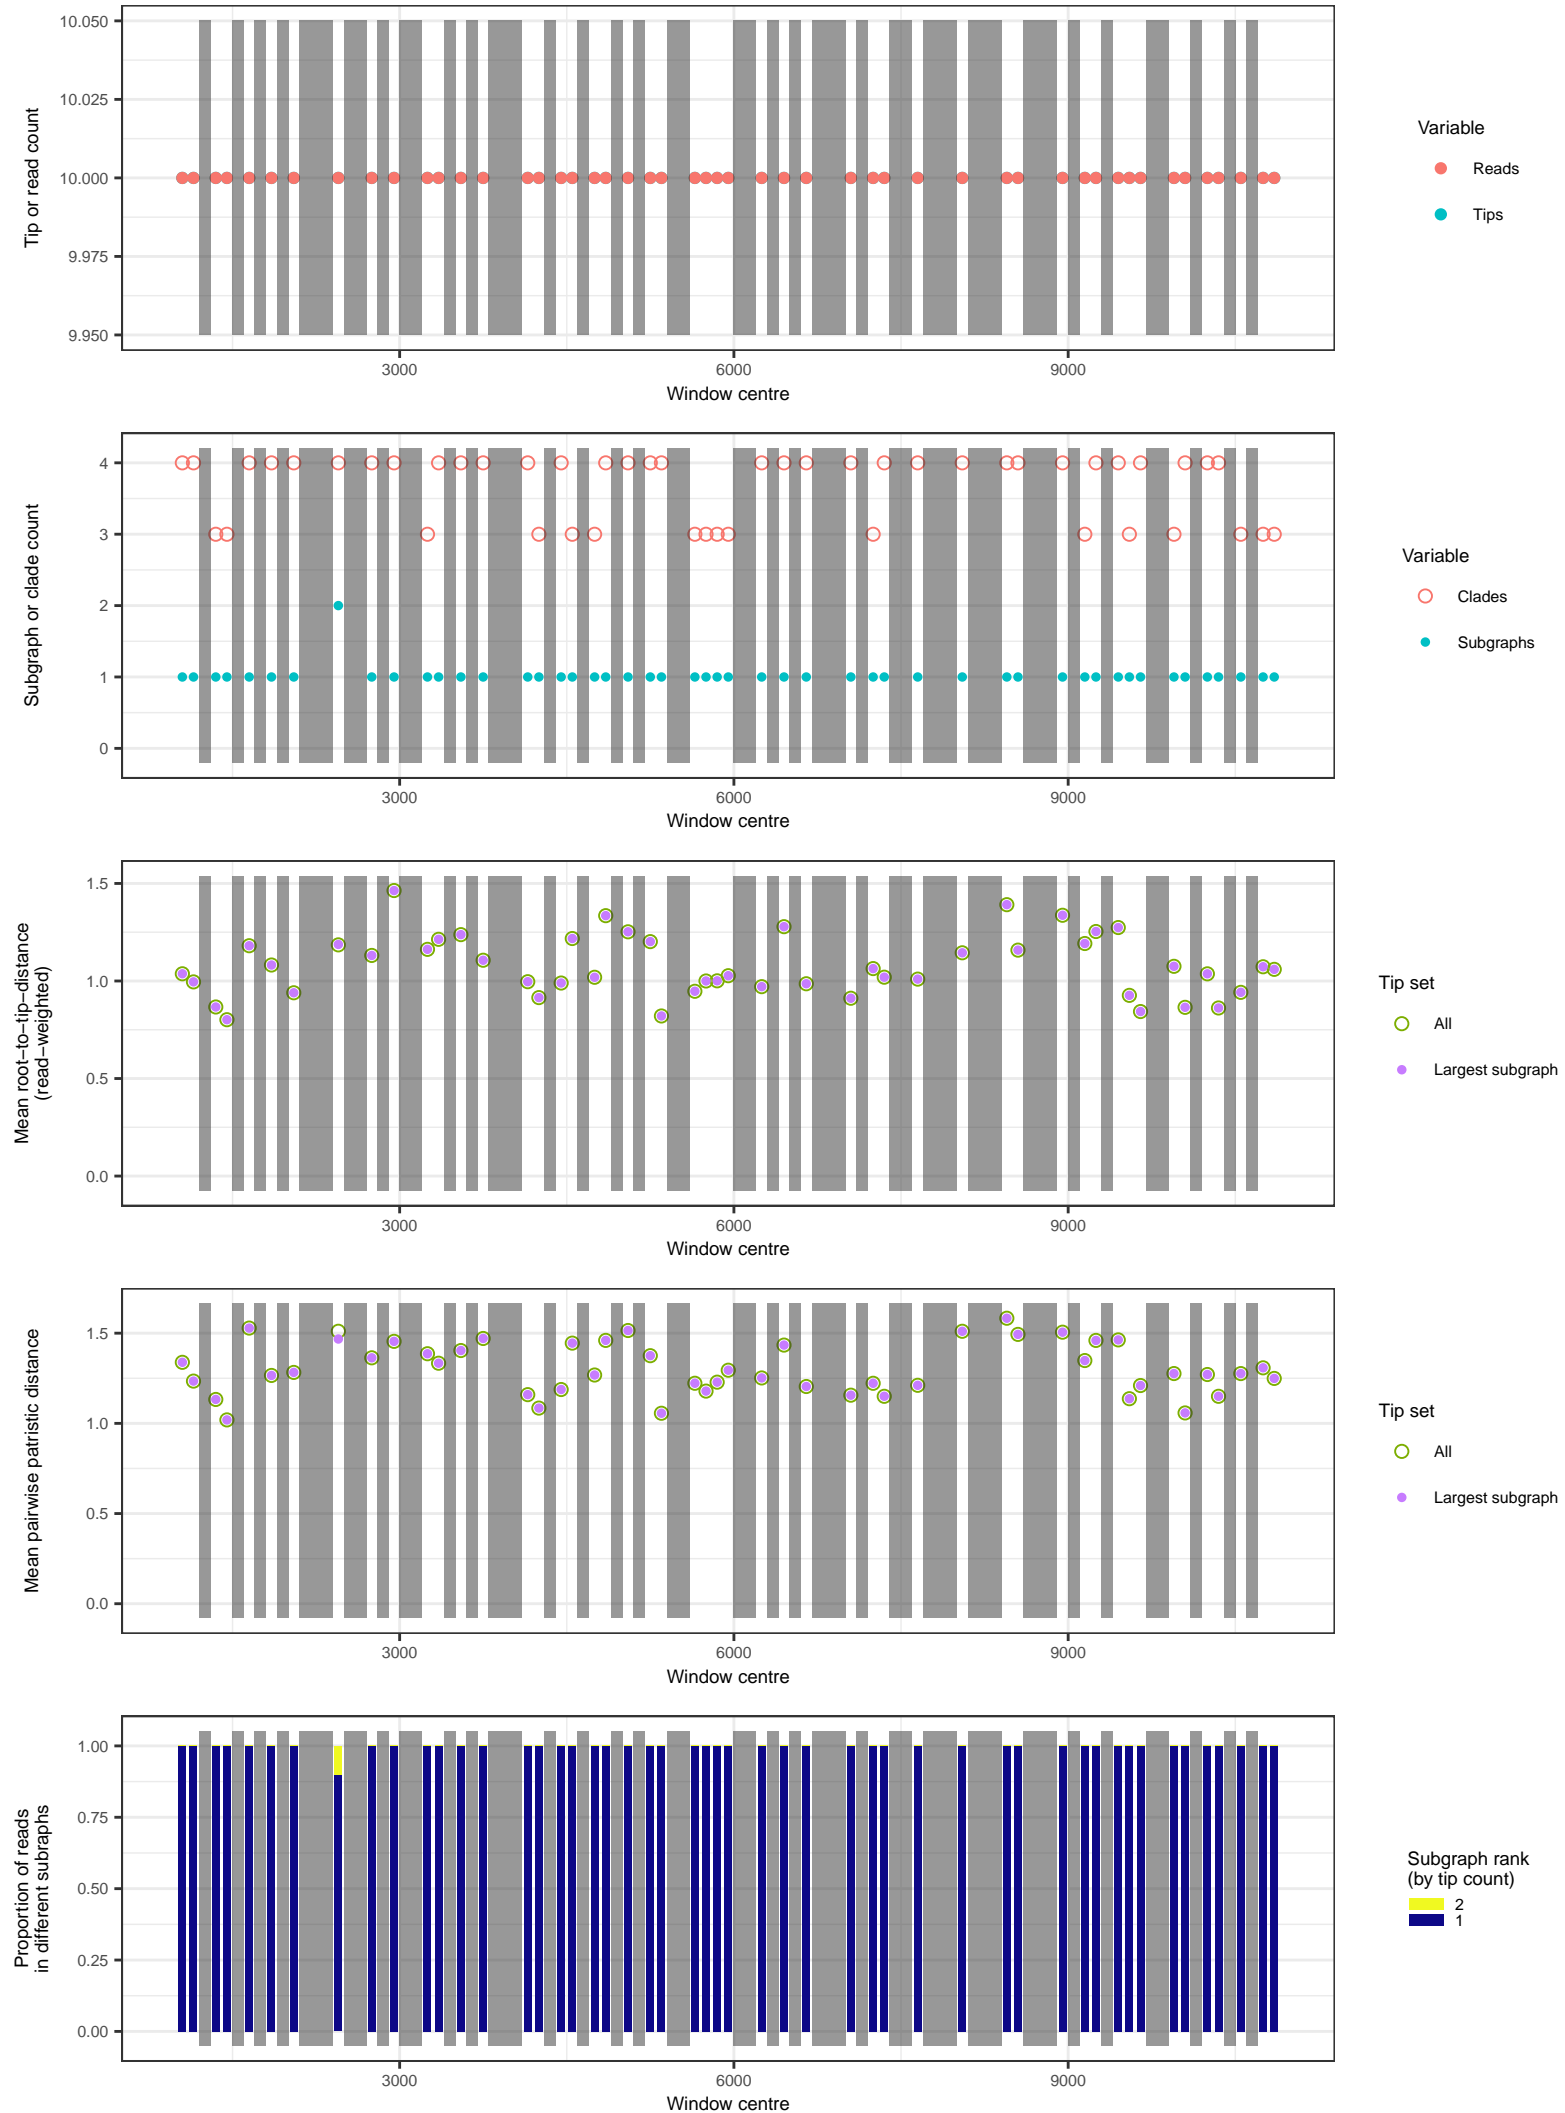 10.050
10.025
10.000
9.975
9.950
Tip or read count
3000 6000 9000
Window centre
Variable
Reads
Tips
4
3
2
1
0
Subgraph or clade count
3000 6000 9000
Window centre
Variable
Clades
Subgraphs
1.5
1.0
0.5
0.0
Mean root−to−tip−distance
(read−weighted)
3000 6000 9000
Window centre
Tip set
All
Largest subgraph
1.5
1.0
0.5
0.0
Mean pairwise patristic distance
3000 6000 9000
Window centre
Tip set
All
Largest subgraph
1.00
0.75
0.50
0.25
0.00
Proportion of reads
in different subraphs
3000 6000 9000
Window centre
Subgraph rank
(by tip count)
2
1